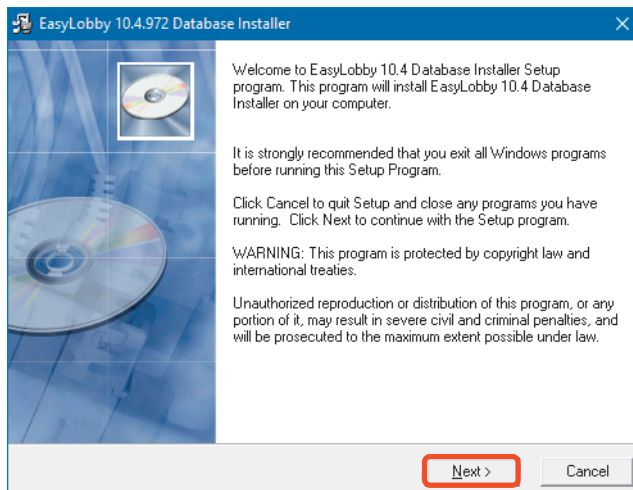 EasyLobby 10.4.972 Database Installer
Welcome to EasyLobby 10.4 Database Installer Setup
program. This program will install EasyLobby 10.4 Database
Installer on your computer.
It is strongly recommended that you exit all Windows programs
before running this Setup Program.
Click Cancel to quit Setup and close any programs you have
running. Click Next to continue with the Setup program.
WARNING: This program is protected by copyright law and
international treaties.
Unauthorized reproduction or distribution of this program, or any
portion of it, may result in severe civil and criminal penalties, and
will be prosecuted to the maximum extent possible under law.
Next >
Cancel